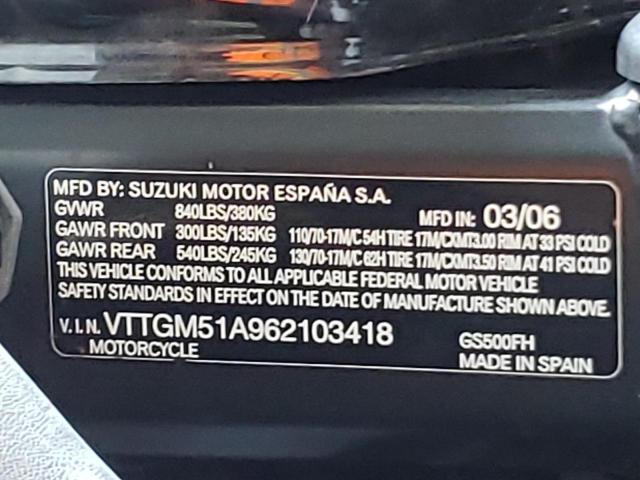 MFD BY: SUZUKI MOTOR ESPAÑA S.A.
GVWR 840LBS/380KG MFD IN: 03/06
GAWR FRONT 300LBS/135KG 110/70-17M/C 54H TIRE 17M/CXMT3.00 RIM AT 33 PSI COLD
GAWR REAR 540LBS/245KG 130/70-17M/C 62H TIRE 17M/CXMT3.50 RIM AT 41 PSI COLD
THIS VEHICLE CONFORMS TO ALL APPLICABLE FEDERAL MOTOR VEHICLE
SAFETY STANDARDS IN EFFECT ON THE DATE OF MANUFACTURE SHOWN ABOVE.
V.I.N. VTTGM51A962103418 GS500FH
MOTORCYCLE MADE IN SPAIN